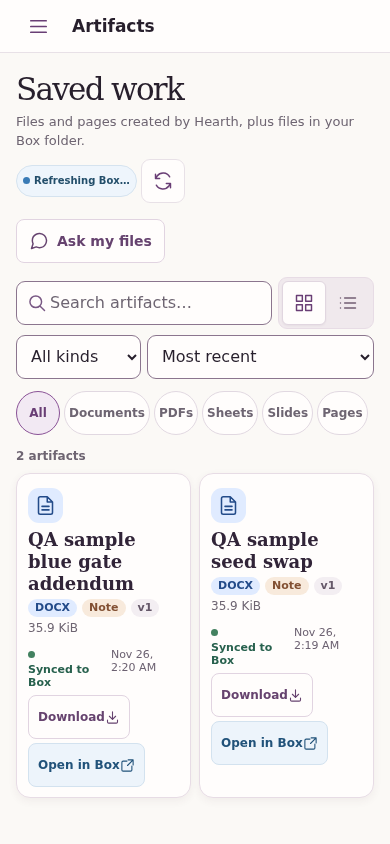 Artifacts
Saved work
Files and pages created by Hearth, plus files in your
Box folder.
Refreshing Box…
Ask my files
Search artifacts…
All kinds
Most recent
All Documents PDFs Sheets Slides Pages
2 artifacts
QA sample
blue gate
addendum
DOCX Note v1
35.9 KiB
Synced to
Box
Nov 26,
2:20 AM
Download
Open in Box
QA sample
seed swap
DOCX Note v1
35.9 KiB
Synced to
Box
Nov 26,
2:19 AM
Download
Open in Box